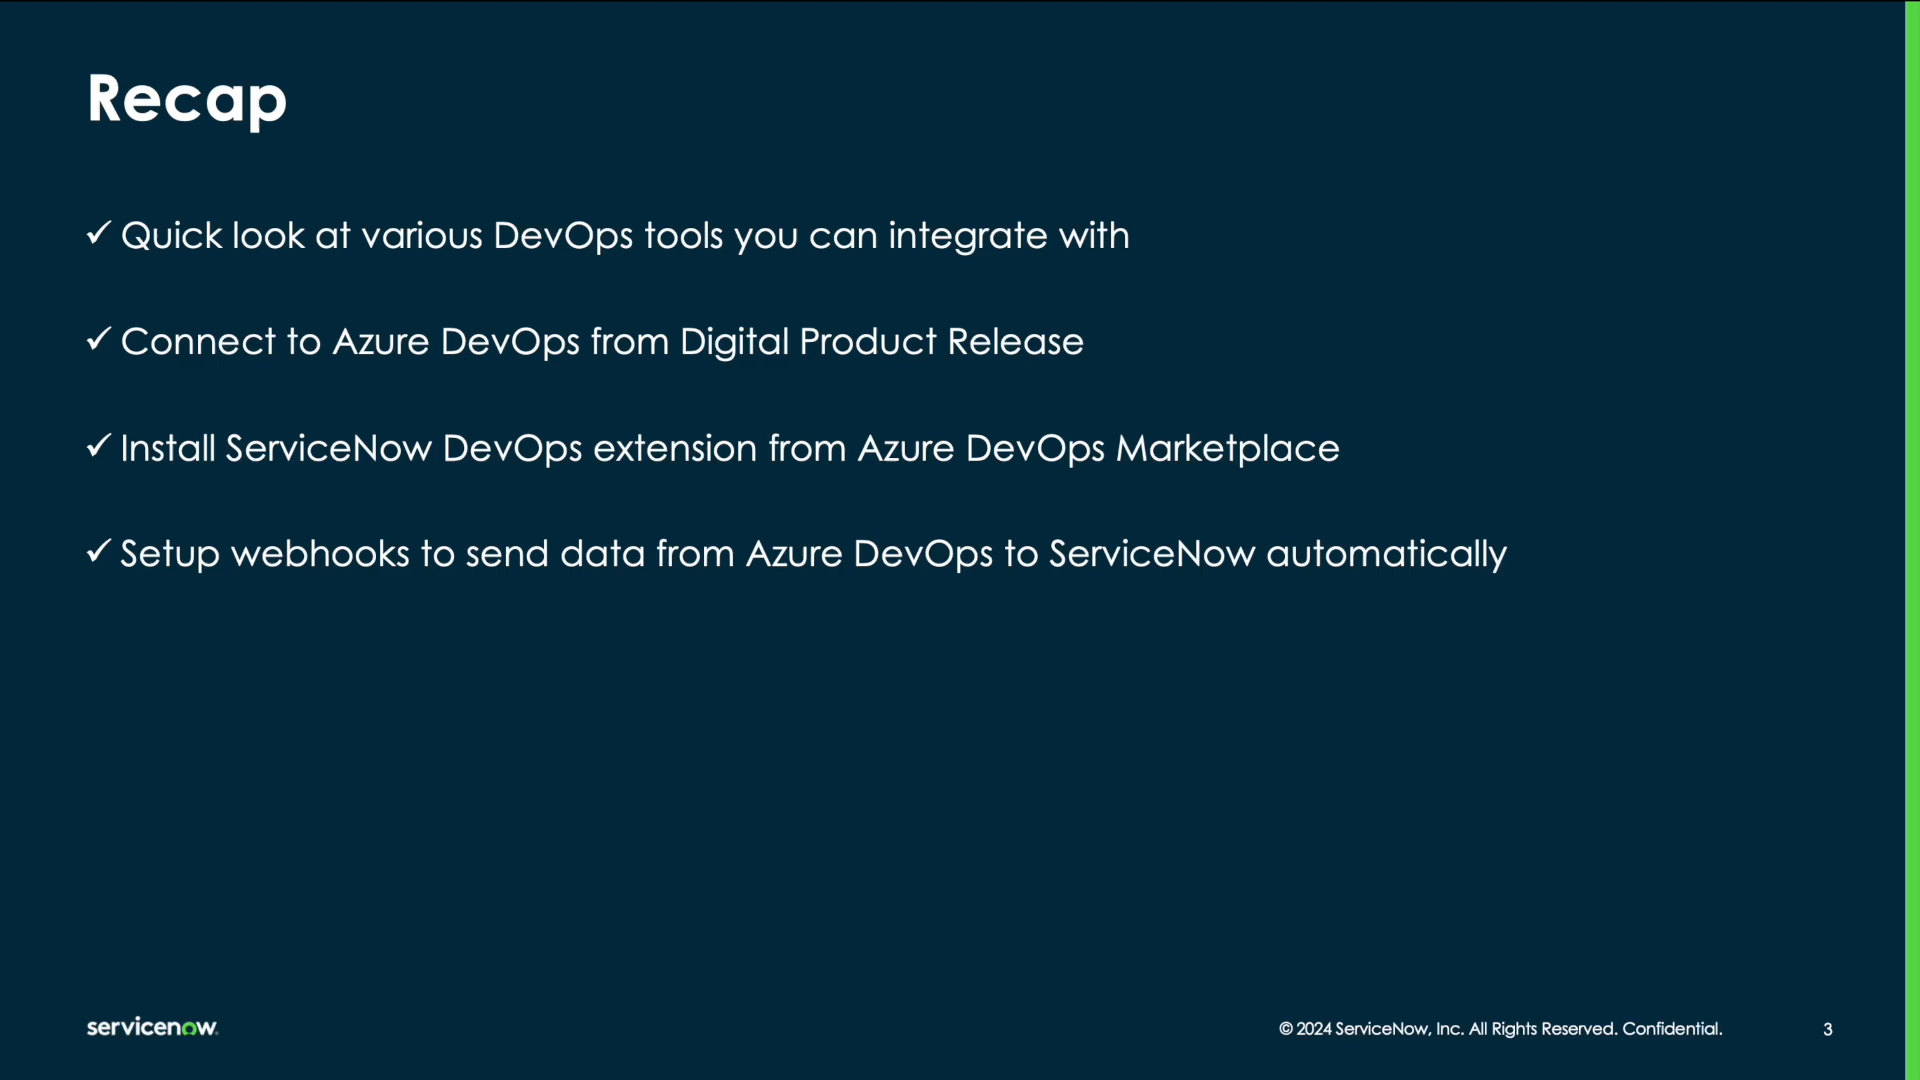 Recap
✓ Quick look at various DevOps tools you can integrate with
✓ Connect to Azure DevOps from Digital Product Release
✓ Install ServiceNow DevOps extension from Azure DevOps Marketplace
✓ Setup webhooks to send data from Azure DevOps to ServiceNow automatically
servicenow.
© 2024 ServiceNow, Inc. All Rights Reserved. Confidential.
3